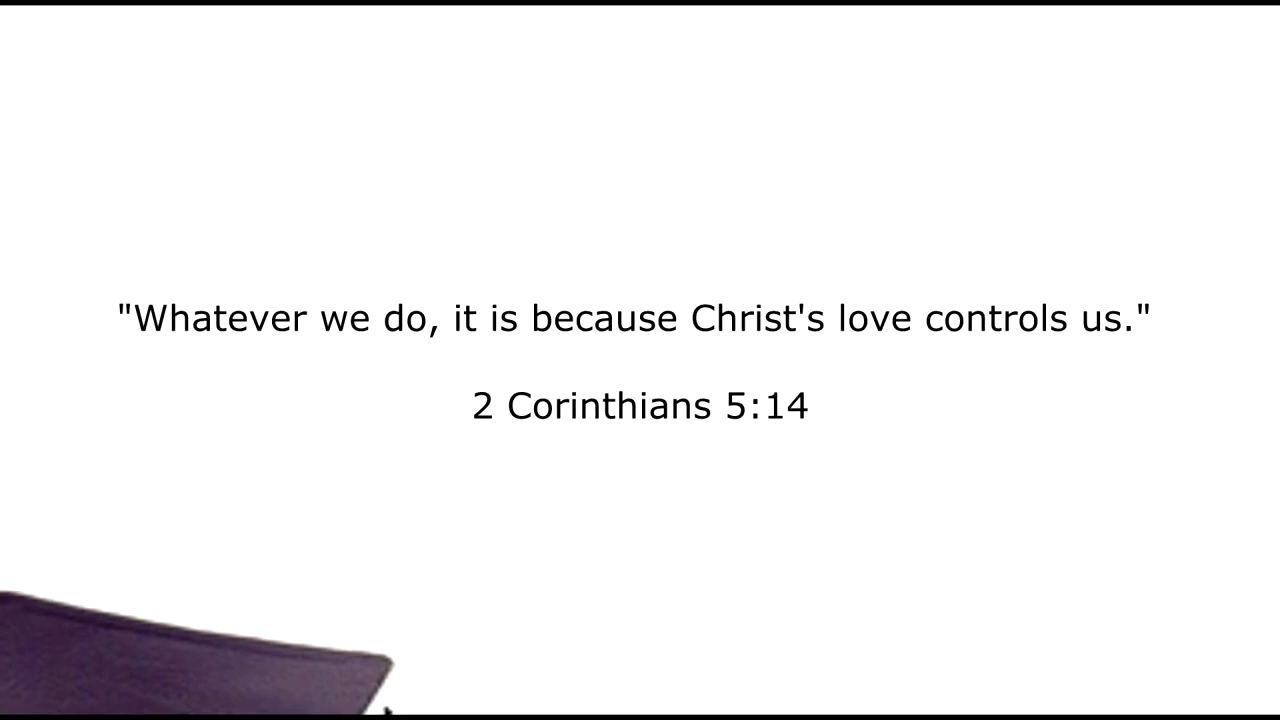 "Whatever we do, it is because Christ's love controls us."
2 Corinthians 5:14